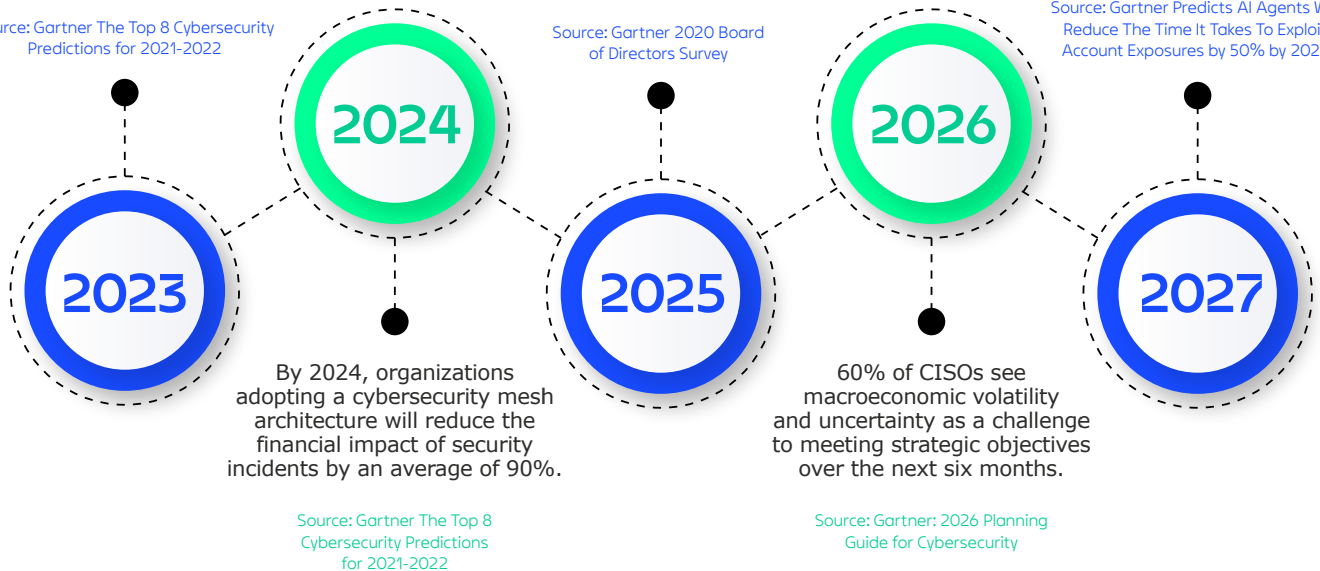 Gartner The Top 8 Cybersecurity
Predictions for 2021-2022
2023
2024
By 2024, organizations
adopting a cybersecurity mesh
architecture will reduce the
financial impact of security
incidents by an average of 90%.
Source: Gartner The Top 8
Cybersecurity Predictions
for 2021-2022
Source: Gartner 2020 Board
of Directors Survey
2025
2026
60% of CISOs see
macroeconomic volatility
and uncertainty as a challenge
to meeting strategic objectives
over the next six months.
Source: Gartner: 2026 Planning
Guide for Cybersecurity
Source: Gartner Predicts AI Agents
Reduce The Time It Takes To
Account Exposures by 50% by
2027